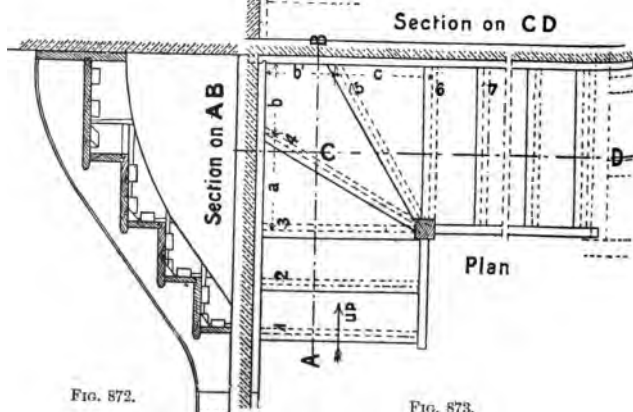 Section on CD
Section on AB
B
b
c
b
5
6
7
4
C
D
a
3
Plan
2
UP
1
A
FIG. 872.
FIG. 873.